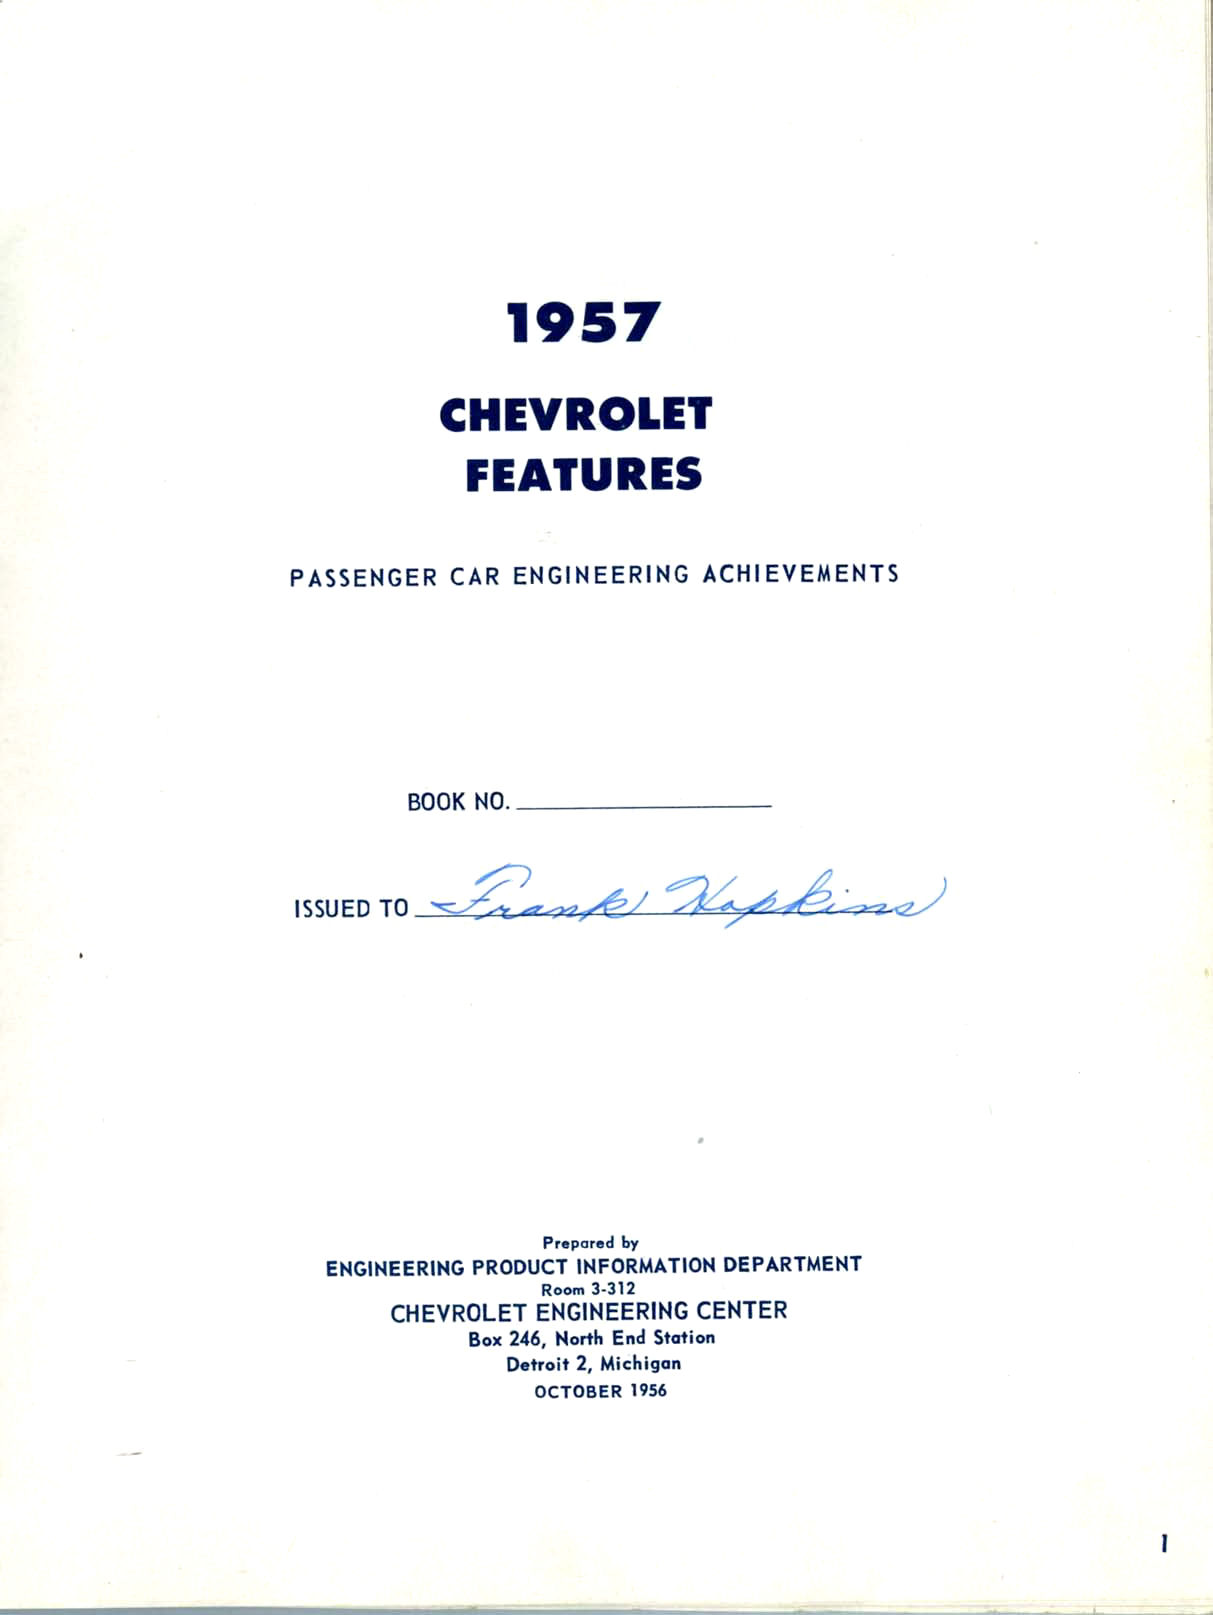 1957
CHEVROLET
FEATURES
PASSENGER CAR ENGINEERING ACHIEVEMENTS
BOOK NO.
ISSUED TO Frank Hopkins
Prepared by
ENGINEERING PRODUCT INFORMATION DEPARTMENT
Room 3-312
CHEVROLET ENGINEERING CENTER
Box 246, North End Station
Detroit 2, Michigan
OCTOBER 1956
1